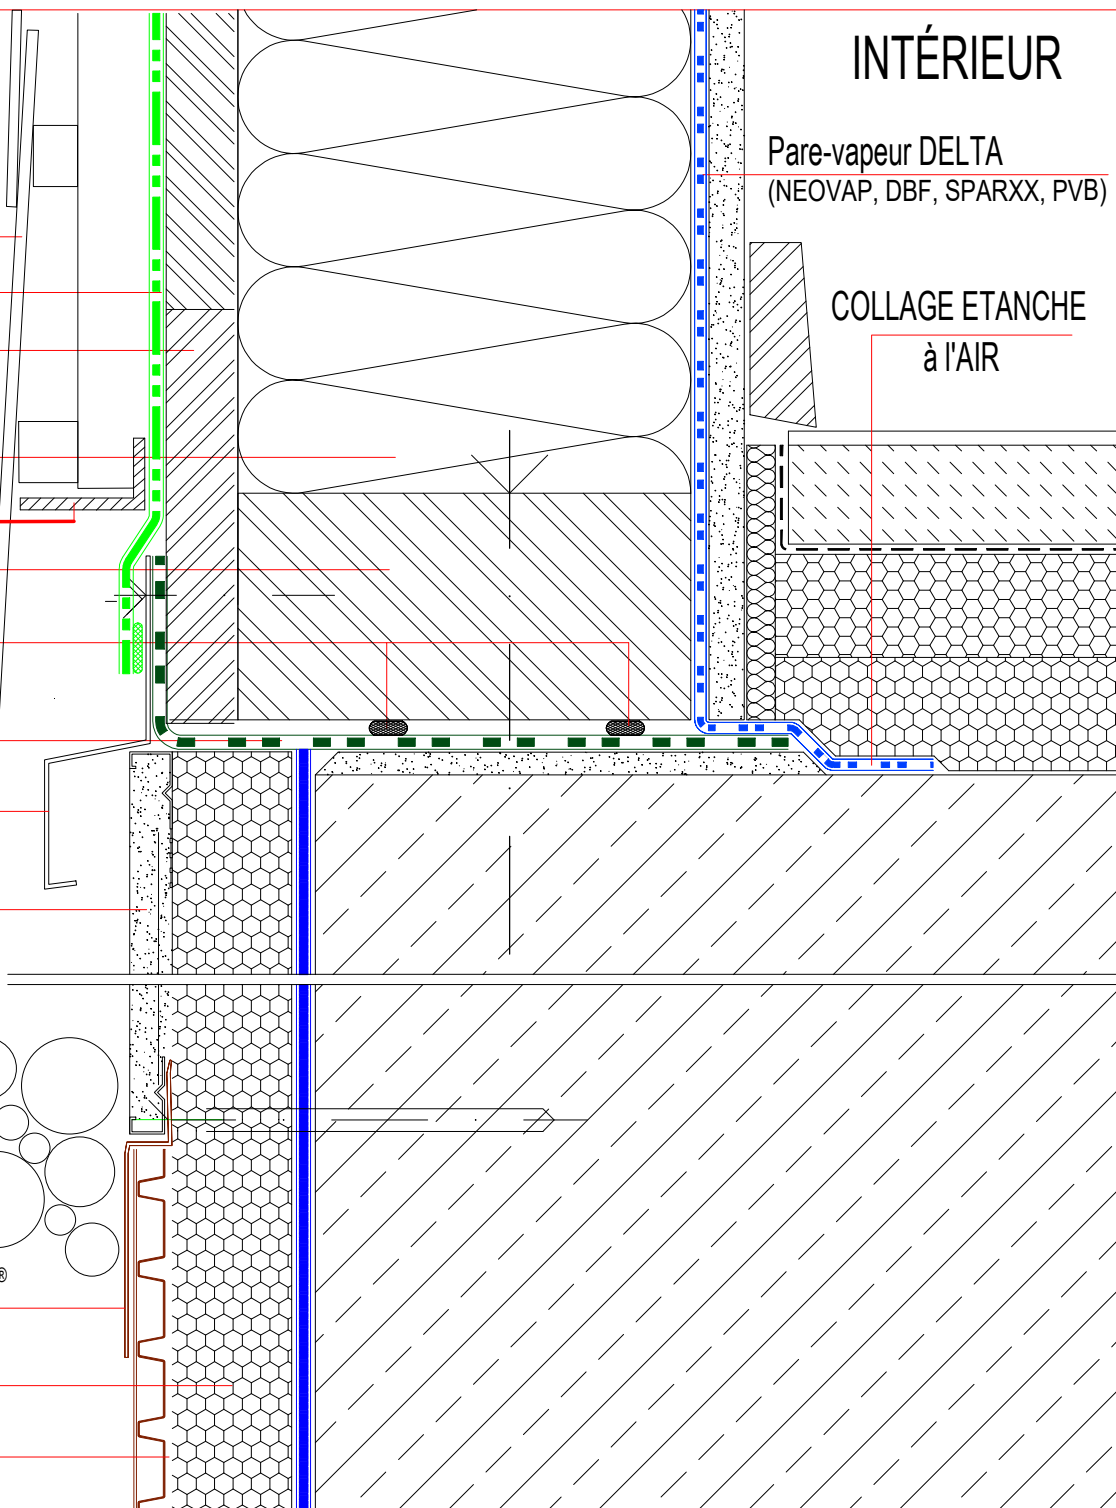 INTÉRIEUR
Pare-vapeur DELTA
(NEOVAP, DBF, SPARXX, PVB)
COLLAGE ETANCHE
à l'AIR
®